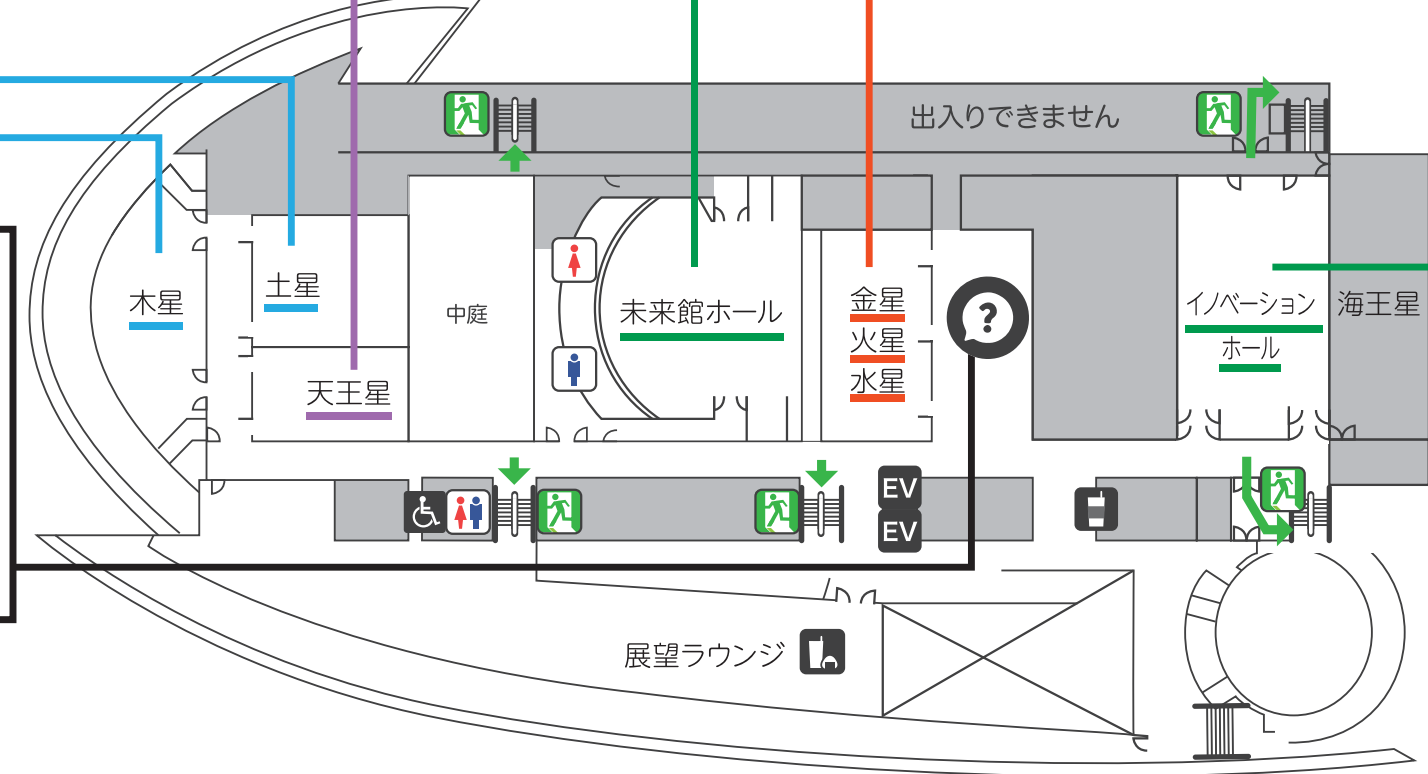 出入りできません
木星
土星
天王星
中庭
未来館ホール
金星
火星
水星
?
イノベーション
ホール
海王星
EV
EV
展望ラウンジ